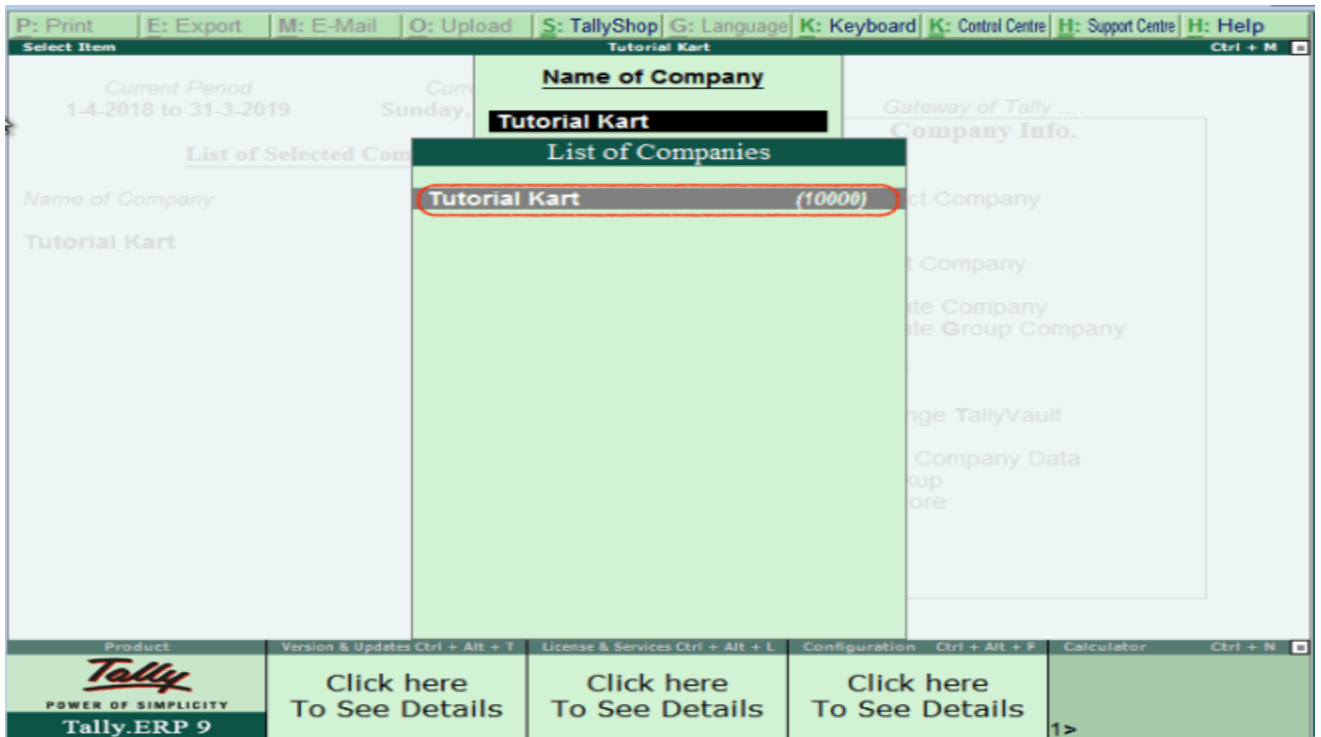 P: Print E: Export M: E-Mail O: Upload S: TallyShop G: Language K: Keyboard K: Control Centre H: Support Centre H: Help
Select Item Tutorial Kart Ctrl + M
Name of Company
Current Period
1-4-2018 to 31-3-2019 Sunday,
Tutorial Kart
Gateway of Tally ....
Company Info.
List of Companies
List of Selected Com
Tutorial Kart (10000)
Name of Company
ct Company
Tutorial Kart
t Company
te Company
te Group Company
nge TallyVault
Company Data
kup
ore
Product Version & Updates Ctrl + Alt + T License & Services Ctrl + Alt + L Configuration Ctrl + Alt + F Calculator Ctrl + N
Tally
POWER OF SIMPLICITY
Tally.ERP 9
Click here
To See Details
Click here
To See Details
Click here
To See Details
1>